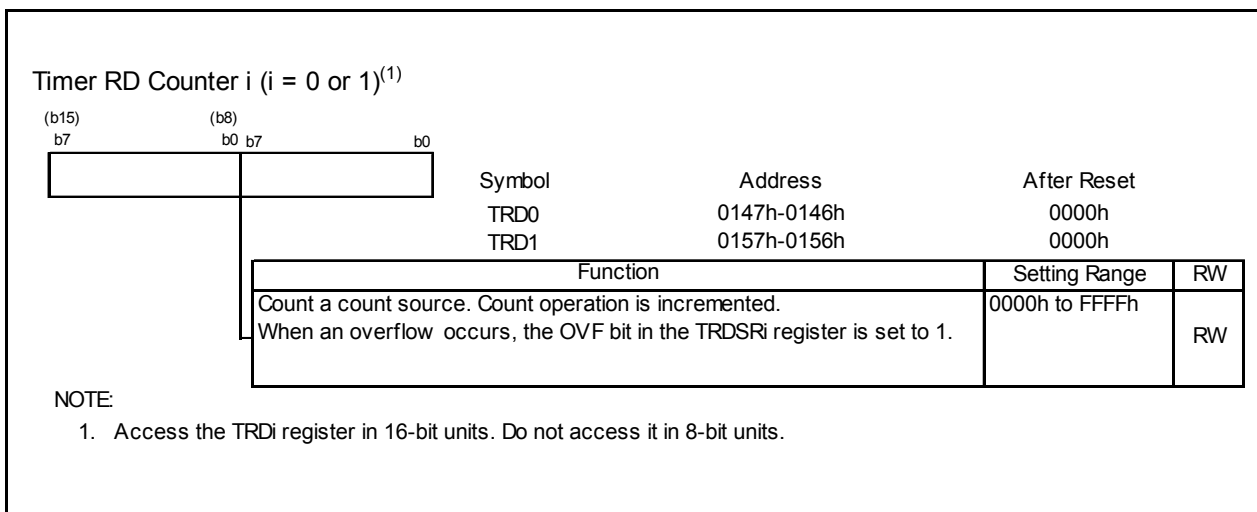 Timer RD Counter i (i = 0 or 1)(1)
(b15) (b8)
b7 b0 b7 b0
Symbol Address After Reset
TRD0 0147h-0146h 0000h
TRD1 0157h-0156h 0000h
Function Setting Range RW
Count a count source. Count operation is incremented. 0000h to FFFFh
When an overflow occurs, the OVF bit in the TRDSRi register is set to 1. RW
NOTE:
1. Access the TRDi register in 16-bit units. Do not access it in 8-bit units.